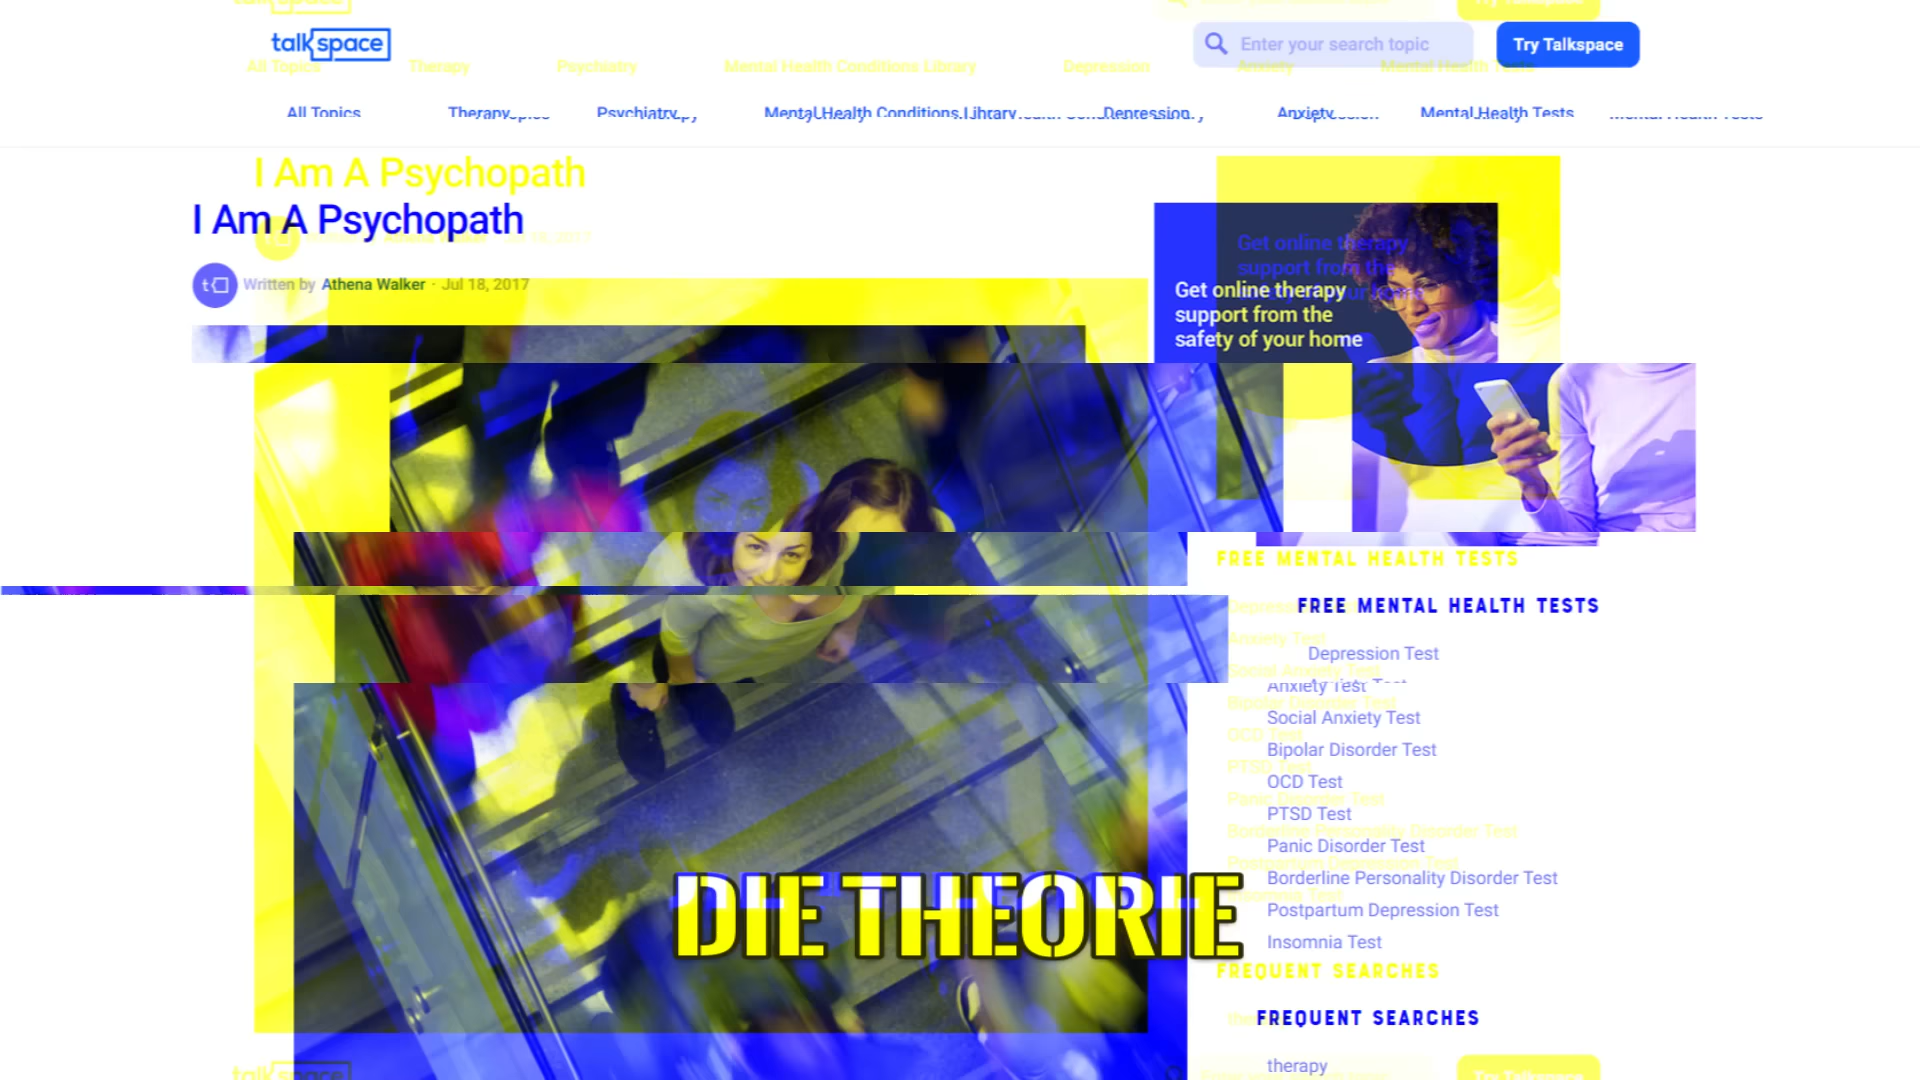 talkspace
Enter your search topic
Try Talkspace
All Topics Therapy Psychiatry Mental Health Conditions Library Depression Anxiety Mental Health Tests
I Am A Psychopath
I Am A Psychopath
Written by Athena Walker · Jul 18, 2017
Get online therapy
support from the
safety of your home
FREE MENTAL HEALTH TESTS
FREE MENTAL HEALTH TESTS
Depression Test
Anxiety Test
Social Anxiety Test
Bipolar Disorder Test
OCD Test
PTSD Test
Panic Disorder Test
Borderline Personality Disorder Test
Postpartum Depression Test
Insomnia Test
DIE THEORIE
FREQUENT SEARCHES
FREQUENT SEARCHES
therapy